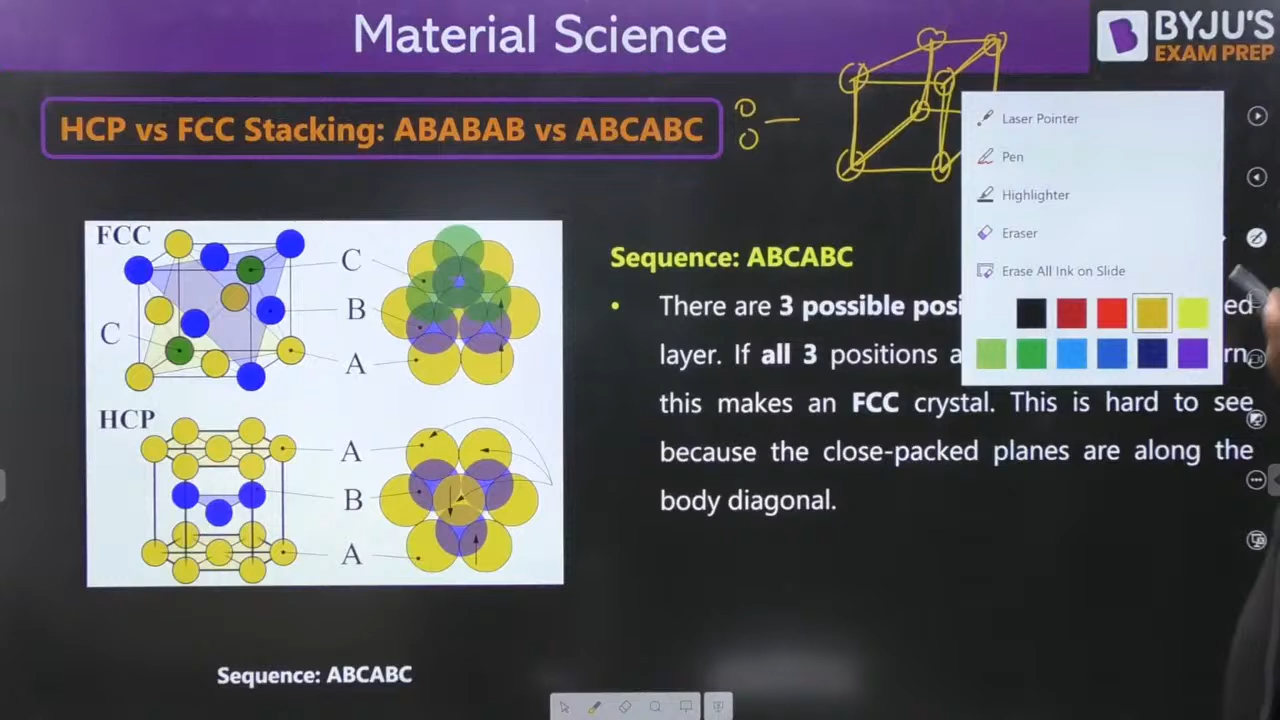 Material Science
BYJU'S
EXAM PREP
HCP vs FCC Stacking: ABABAB vs ABCABC
Laser Pointer
Pen
Highlighter
Eraser
Erase All Ink on Slide
FCC
C
B
C
A
HCP
A
B
A
Sequence: ABCABC
• There are 3 possible posi ed
layer. If all 3 positions a rn,
this makes an FCC crystal. This is hard to see
because the close-packed planes are along the
body diagonal.
Sequence: ABCABC